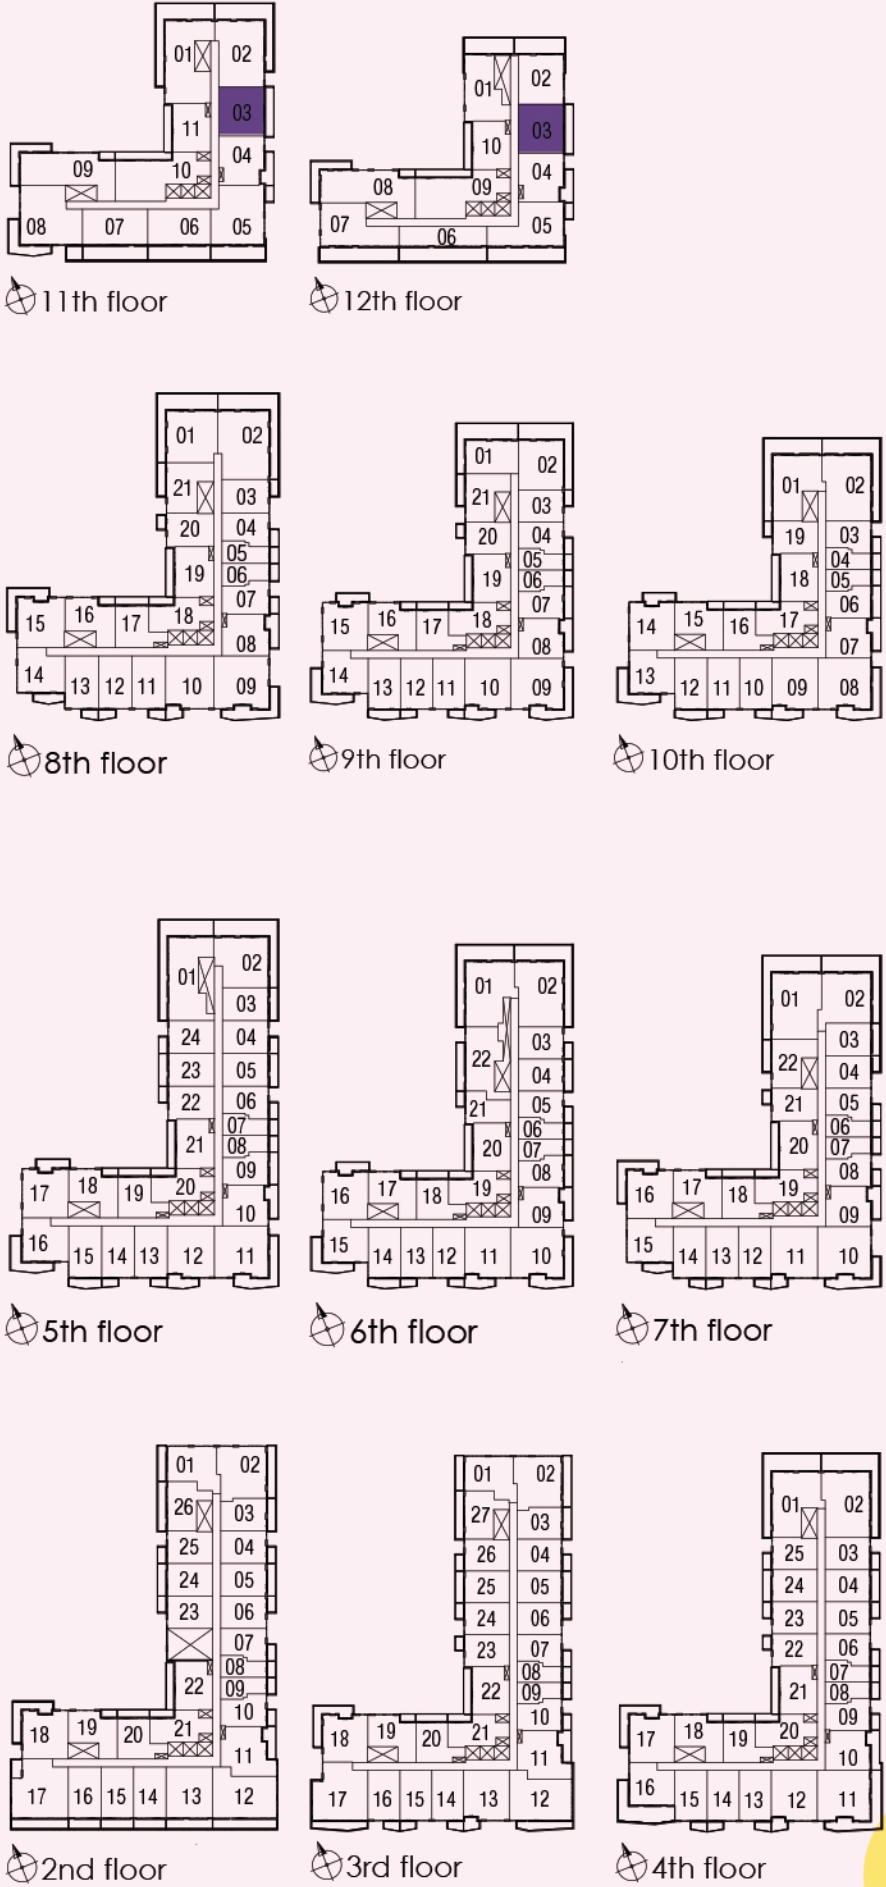 01 02
03
11
04
09 10
08 07 06 05
11th floor
02
01
03
10
04
08 09
07 06 05
12th floor
01 02
21 03
20 04
05
19 06
07
15 16 17 18
08
14 13 12 11 10 09
8th floor
01 02
21 03
20 04
05
19 06
07
15 16 17 18
08
14 13 12 11 10 09
9th floor
01 02
19 03
04
18 05
06
14 15 16 17
07
13 12 11 10 09 08
10th floor
01 02
03
24 04
23 05
22 06
07
21 08
09
17 18 19 20
10
16 15 14 13 12 11
5th floor
01 02
03
22 04
21 05
06
20 07
08
16 17 18 19
09
15 14 13 12 11 10
6th floor
01 02
03
22 04
21 05
06
20 07
08
16 17 18 19
09
15 14 13 12 11 10
7th floor
01 02
26 03
25 04
24 05
23 06
07
08
22 09
10
18 19 20 21
11
17 16 15 14 13 12
2nd floor
01 02
27 03
26 04
25 05
24 06
23 07
08
22 09
10
18 19 20 21
11
17 16 15 14 13 12
3rd floor
01 02
25 03
24 04
23 05
22 06
07
21 08
09
17 18 19 20
10
16 15 14 13 12 11
4th floor